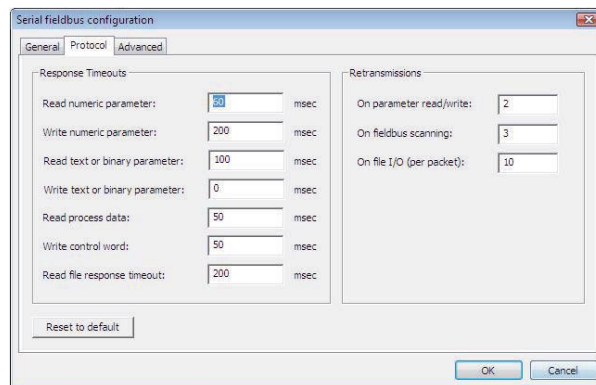 Serial fieldbus configuration
General Protocol Advanced
Response Timeouts
Read numeric parameter: 60 msec
Write numeric parameter: 200 msec
Read text or binary parameter: 100 msec
Write text or binary parameter: 0 msec
Read process data: 50 msec
Write control word: 50 msec
Read file response timeout: 200 msec
Retransmissions
On parameter read/write: 2
On fieldbus scanning: 3
On file I/O (per packet): 10
Reset to default
OK Cancel